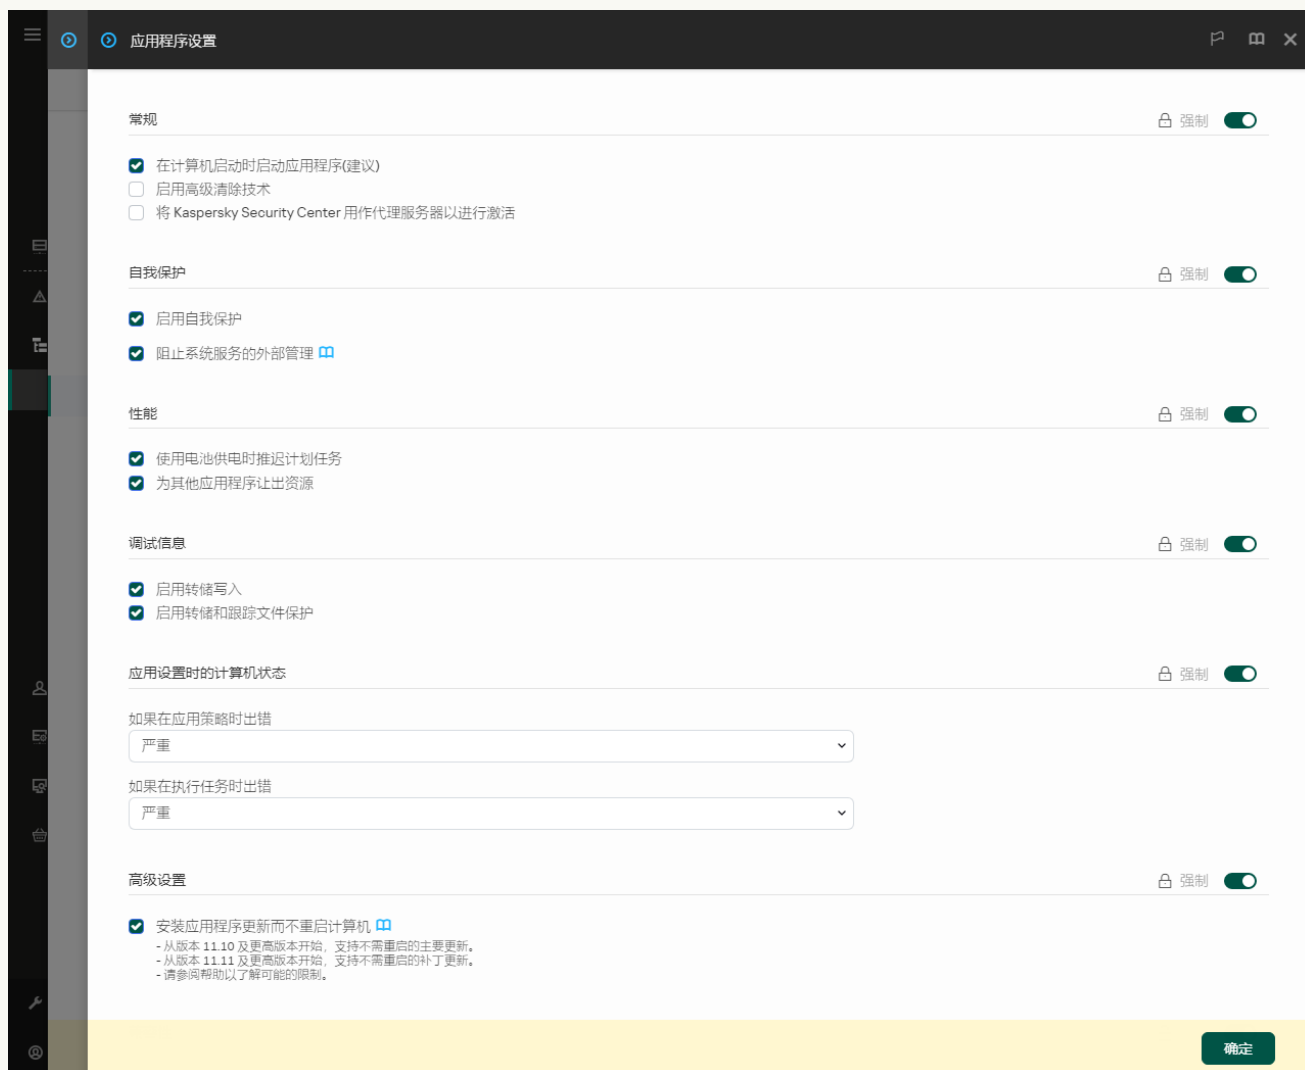 应用程序设置
常规
强制
在计算机启动时启动应用程序(建议)
启用高级清除技术
将 Kaspersky Security Center 用作代理服务器以进行激活
自我保护
强制
启用自我保护
阻止系统服务的外部管理
性能
强制
使用电池供电时推迟计划任务
为其他应用程序让出资源
调试信息
强制
启用转储写入
启用转储和跟踪文件保护
应用设置时的计算机状态
强制
如果在应用策略时出错
严重
如果在执行任务时出错
严重
高级设置
强制
安装应用程序更新而不重启计算机
- 从版本 11.10 及更高版本开始，支持不需重启的主要更新。
- 从版本 11.11 及更高版本开始，支持不需重启的补丁更新。
- 请参阅帮助以了解可能的限制。
确定